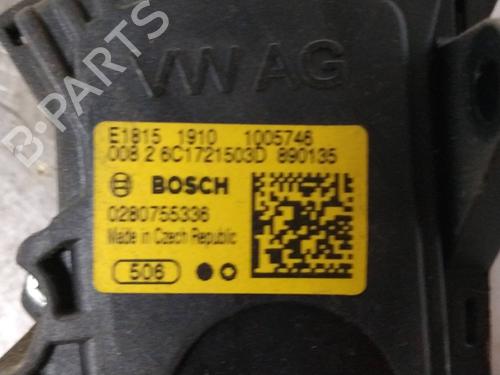 VW AG
E1815 1910 1005746
008 2 6C1721503D 890135
BOSCH
0280755336
Made in Czech Republic
506
B-PARTS